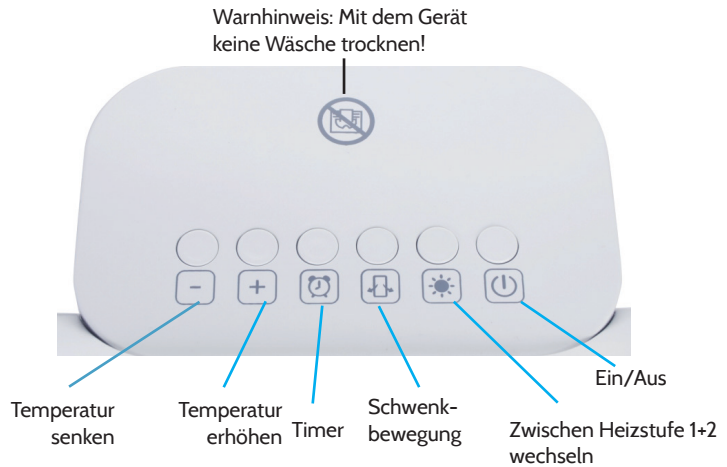 Warnhinweis: Mit dem Gerät
keine Wäsche trocknen!
Temperatur
senken
Temperatur
erhöhen
Timer
Schwenk-
bewegung
Zwischen Heizstufe 1+2
wechseln
Ein/Aus